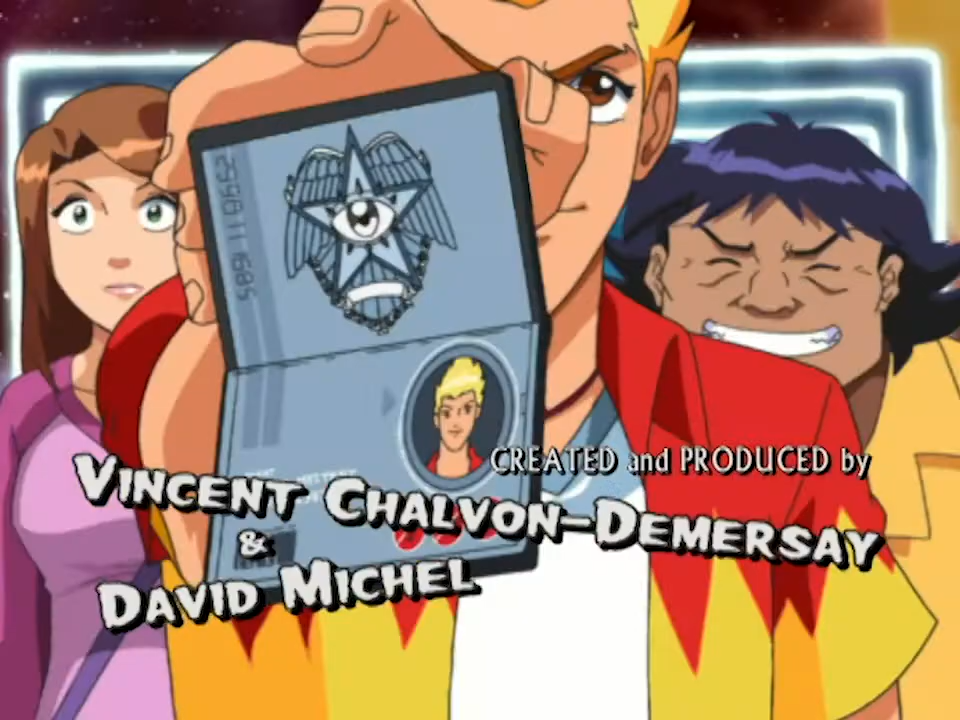 CREATED and PRODUCED by
VINCENT CHALVON-DEMERSAY
&
DAVID MICHEL